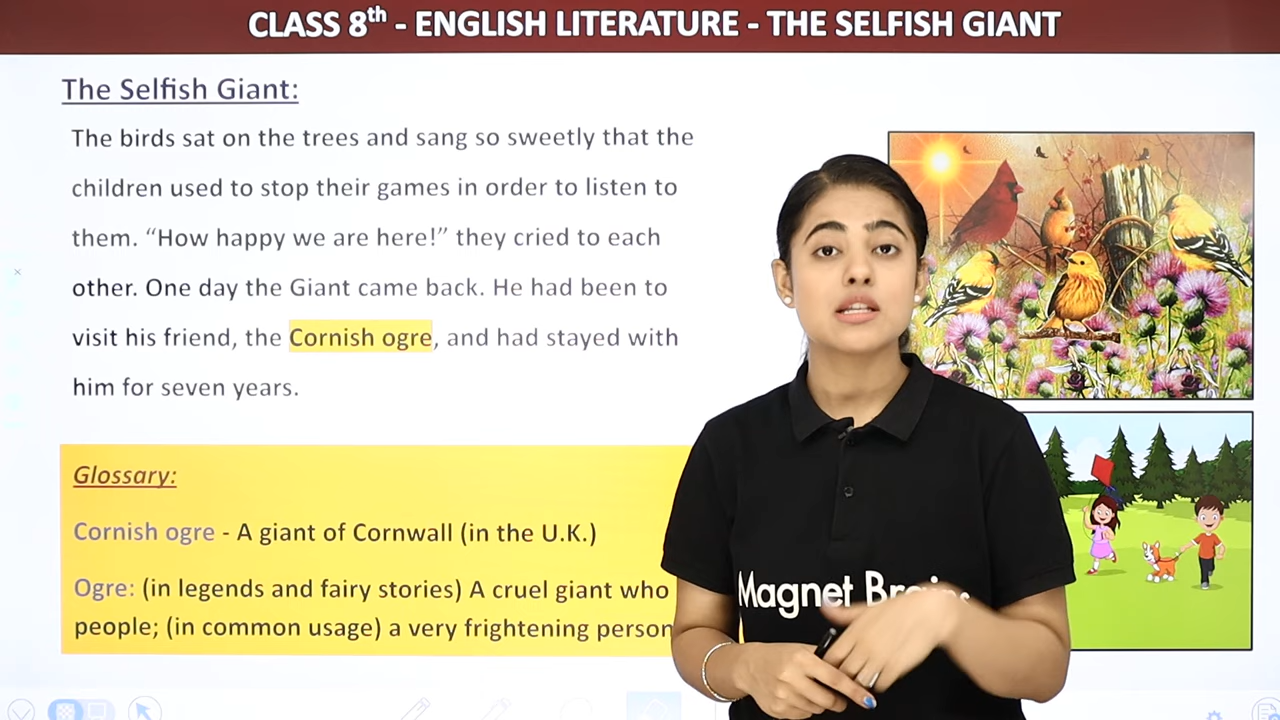 CLASS 8th - ENGLISH LITERATURE - THE SELFISH GIANT
The Selfish Giant:
The birds sat on the trees and sang so sweetly that the
children used to stop their games in order to listen to
them. “How happy we are here!” they cried to each
other. One day the Giant came back. He had been to
visit his friend, the Cornish ogre, and had stayed with
him for seven years.
Glossary:
Cornish ogre - A giant of Cornwall (in the U.K.)
Ogre: (in legends and fairy stories) A cruel giant who
people; (in common usage) a very frightening person
Magnet